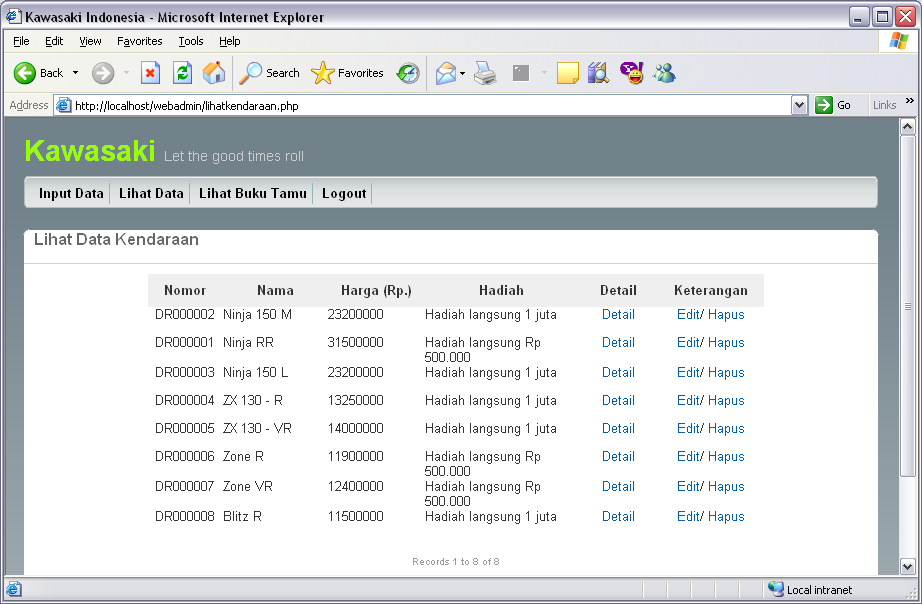 Kawasaki Indonesia - Microsoft Internet Explorer
File Edit View Favorites Tools Help
Back Search Favorites
Address http://localhost/webadmin/lihatkendaraan.php Go Links »
Kawasaki Let the good times roll
Input Data Lihat Data Lihat Buku Tamu Logout
Lihat Data Kendaraan
Nomor Nama Harga (Rp.) Hadiah Detail Keterangan
DR000002 Ninja 150 M 23200000 Hadiah langsung 1 juta Detail Edit/ Hapus
DR000001 Ninja RR 31500000 Hadiah langsung Rp Detail Edit/ Hapus
500.000
DR000003 Ninja 150 L 23200000 Hadiah langsung 1 juta Detail Edit/ Hapus
DR000004 ZX 130 - R 13250000 Hadiah langsung 1 juta Detail Edit/ Hapus
DR000005 ZX 130 - VR 14000000 Hadiah langsung 1 juta Detail Edit/ Hapus
DR000006 Zone R 11900000 Hadiah langsung Rp Detail Edit/ Hapus
500.000
DR000007 Zone VR 12400000 Hadiah langsung Rp Detail Edit/ Hapus
500.000
DR000008 Blitz R 11500000 Hadiah langsung 1 juta Detail Edit/ Hapus
Records 1 to 8 of 8
Local intranet